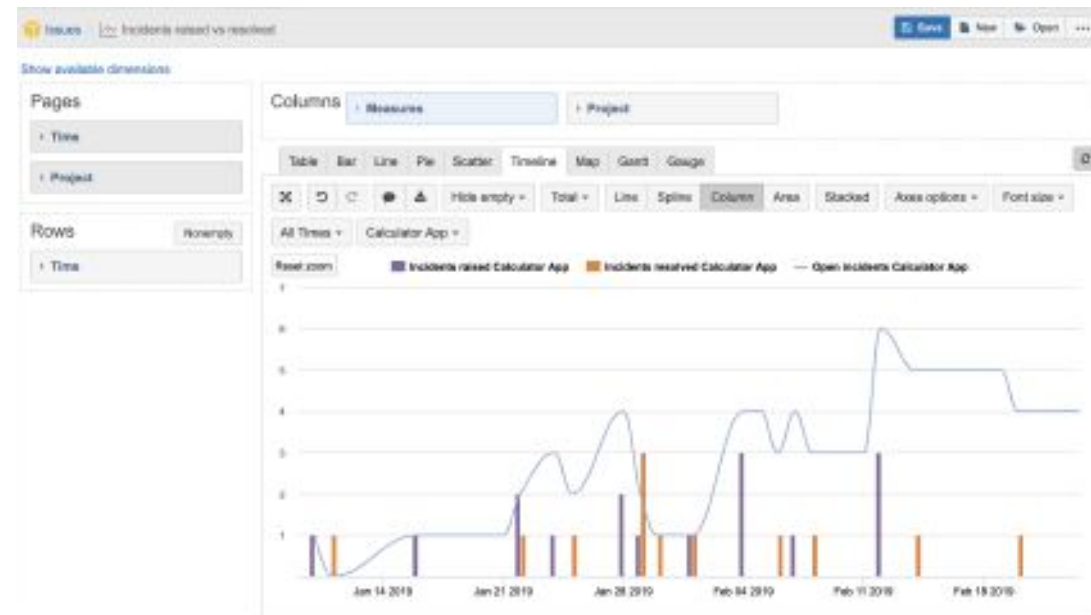 Issues Incidents raised vs resolved Save New Open ...
Show available dimensions
Pages
Time
Project
Rows Nonempty
Time
Columns Measures Project
Table Bar Line Pie Scatter Timeline Map Gantt Gauge
Hide empty Total Line Spline Column Area Stacked Axes options Font size
All Times Calculator App
Reset zoom Incidents raised Calculator App Incidents resolved Calculator App Open incidents Calculator App
7
6
5
4
3
2
1
Jan 14 2019 Jan 21 2019 Jan 28 2019 Feb 04 2019 Feb 11 2019 Feb 18 2019